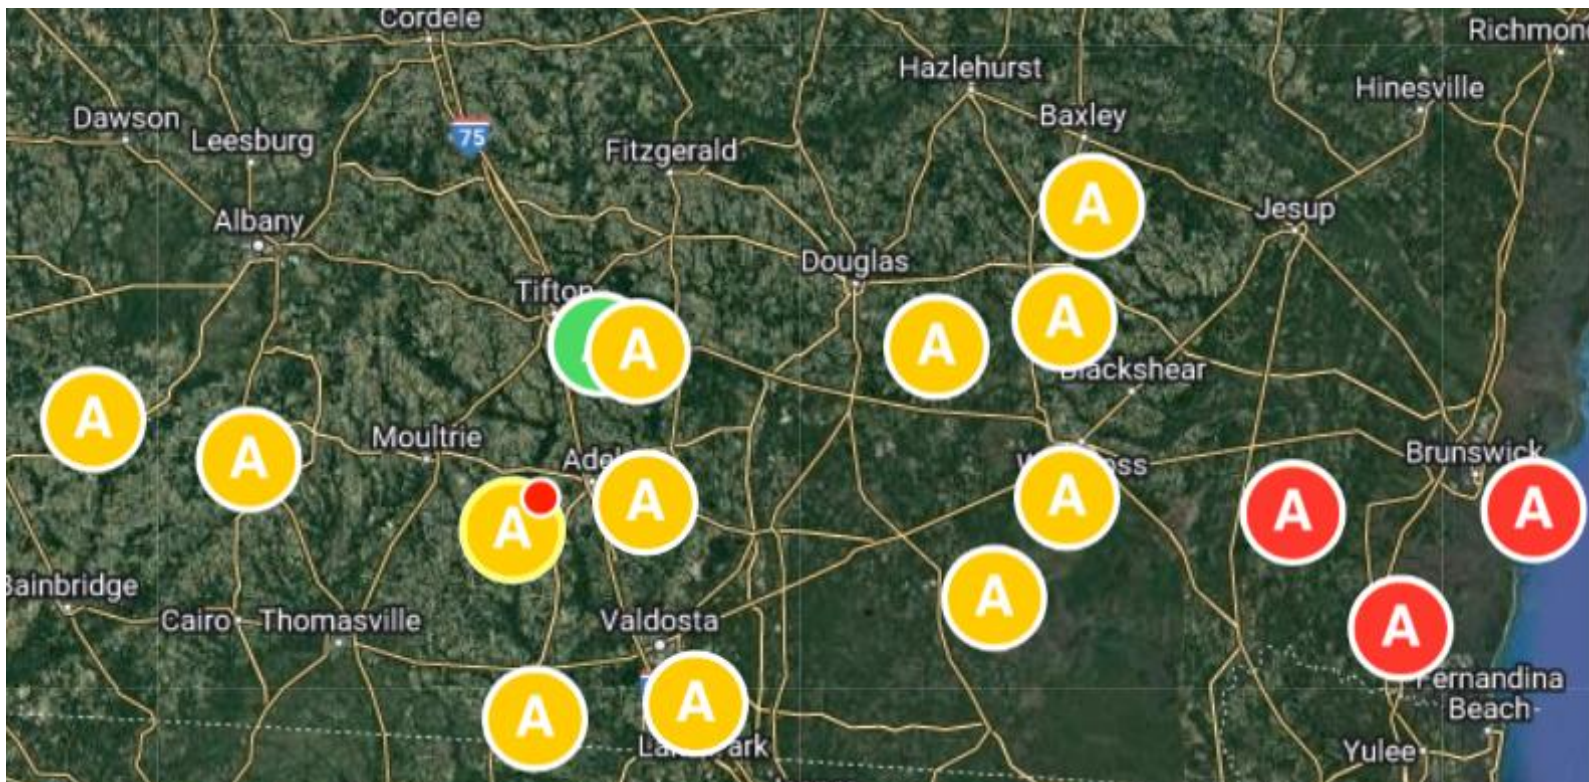 Cordele
Richmon
Hazlehurst
Hinesville
Dawson
Baxley
75
Leesburg
Fitzgerald
A
Albany
Jesup
Douglas
Tifton
A
A
A
Blackshear
A
Moultrie
A
Brunswick
A
A
A
A
A
A
Bainbridge
A
Cairo
Thomasville
Valdosta
A
Fernandina
Beach
A
A
Yulee